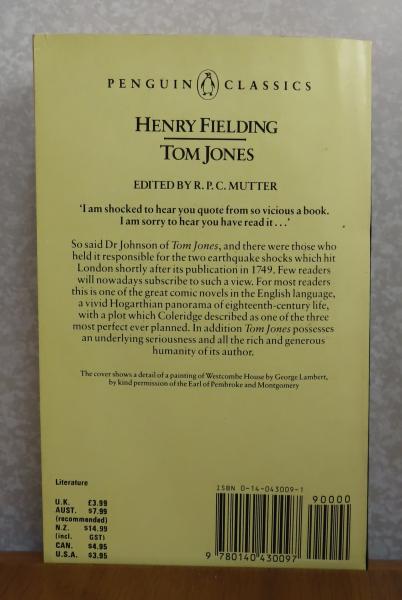 PENGUIN CLASSICS
HENRY FIELDING
TOM JONES
EDITED BY R. P. C. MUTTER
'I am shocked to hear you quote from so vicious a book.
I am sorry to hear you have read it . . .'
So said Dr Johnson of Tom Jones, and there were those who
held it responsible for the two earthquake shocks which hit
London shortly after its publication in 1749. Few readers
will nowadays subscribe to such a view. For most readers
this is one of the great comic novels in the English language,
a vivid Hogarthian panorama of eighteenth-century life,
with a plot which Coleridge described as one of the three
most perfect ever planned. In addition Tom Jones possesses
an underlying seriousness and all the rich and generous
humanity of its author.
The cover shows a detail of a painting of Westcombe House by George Lambert,
by kind permission of the Earl of Pembroke and Montgomery
Literature
U.K. £3.99
AUST. $7.99
(recommended)
N.Z. $14.99
(incl. GST)
CAN. $4.95
U.S.A. $3.95
ISBN 0-14-043009-1
90000
9 780140 430097